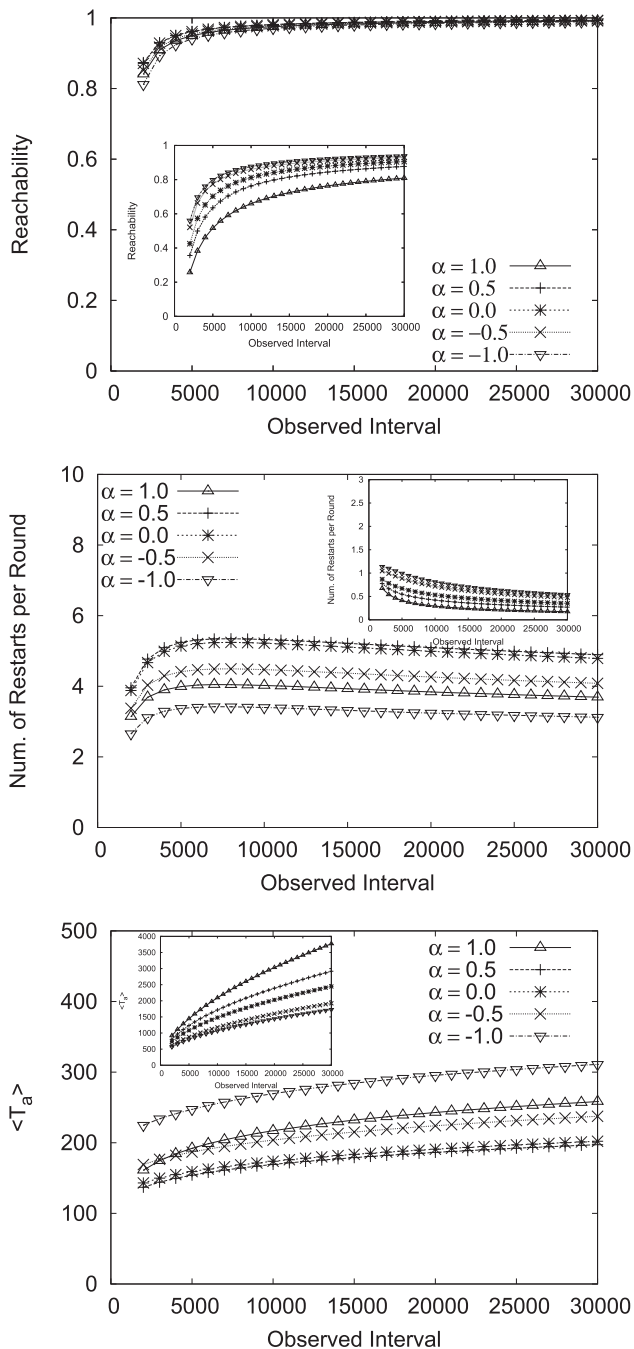 1
0.8
0.6
0.4
0.2
0
Reachability
0 5000 10000 15000 20000 25000 30000
Observed Interval
1
0.8
0.6
0.4
0.2
0
Reachability
0 5000 10000 15000 20000 25000 30000
Observed Interval
α = 1.0
α = 0.5
α = 0.0
α = −0.5
α = −1.0
10
8
6
4
2
0
Num. of Restarts per Round
0 5000 10000 15000 20000 25000 30000
Observed Interval
α = 1.0
α = 0.5
α = 0.0
α = -0.5
α = -1.0
3
2.5
2
1.5
1
0.5
0
Num. of Restarts per Round
0 5000 10000 15000 20000 25000 30000
Observed Interval
500
400
300
200
100
0
<Ta>
0 5000 10000 15000 20000 25000 30000
Observed Interval
4000
3500
3000
2500
2000
1500
1000
500
0
<Ta>
0 5000 10000 15000 20000 25000 30000
Observed Interval
α = 1.0
α = 0.5
α = 0.0
α = -0.5
α = -1.0